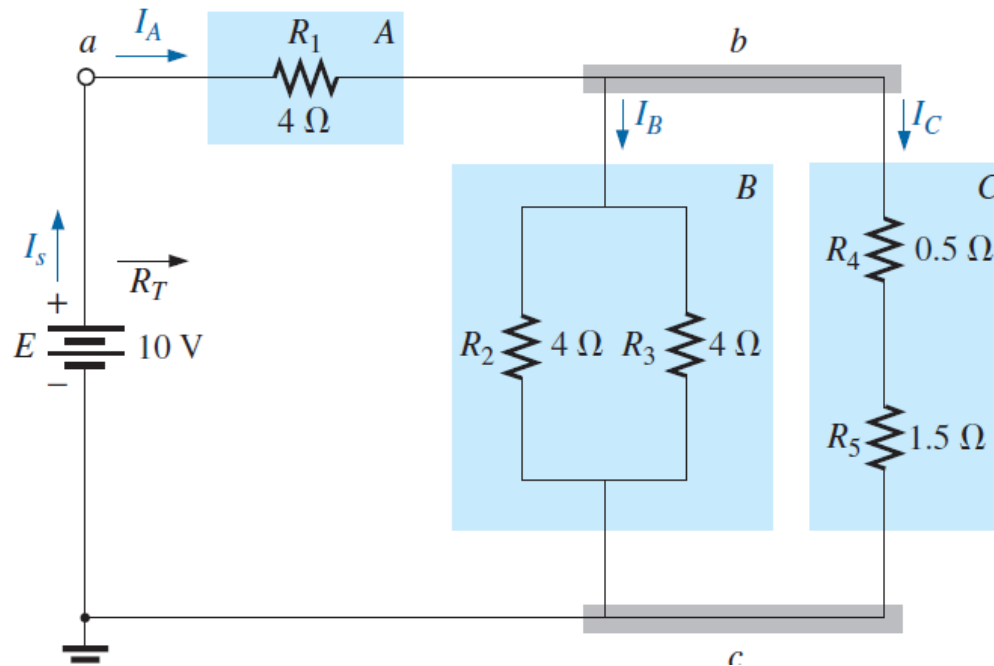 a
I_A
R_1
A
4 Ω
b
I_B
I_C
B
C
I_s
R_T
+
E
10 V
−
R_2
4 Ω
R_3
4 Ω
R_4
0.5 Ω
R_5
1.5 Ω
c